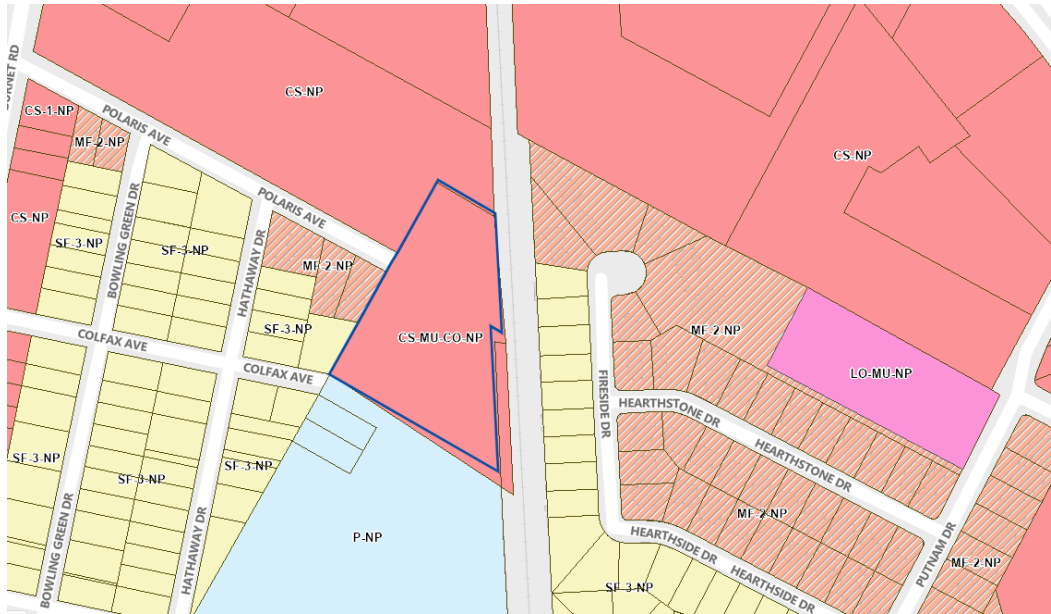 BURNET RD
CS-NP
CS-1-NP
POLARIS AVE
MF-2-NP
CS-NP
CS-NP
SF-3-NP
BOWLING GREEN DR
SF-3-NP
POLARIS AVE
HATHAWAY DR
MF-2-NP
SF-3-NP
CS-MU-CO-NP
MF-2-NP
COLFAX AVE
COLFAX AVE
LO-MU-NP
FIRESIDE DR
HEARTHSTONE DR
HEARTHSTONE DR
SF-3-NP
SF-3-NP
SF-3-NP
BOWLING GREEN DR
HATHAWAY DR
P-NP
MF-2-NP
HEARTHSIDE DR
HEARTHSIDE DR
SF-3-NP
PUTNAM DR
MF-2-NP